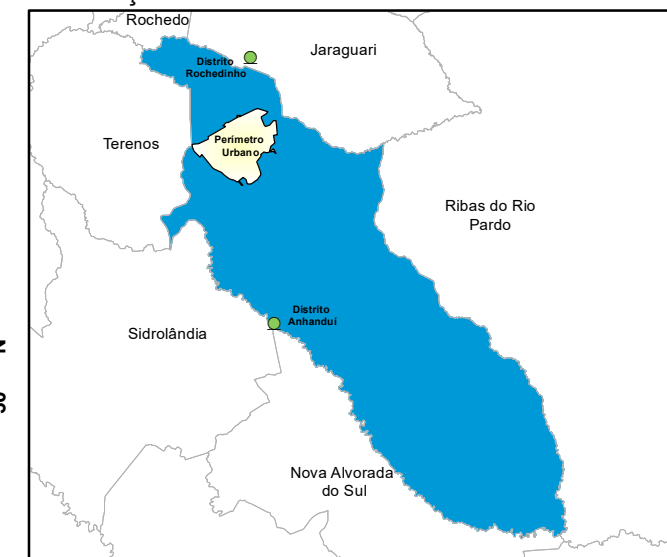 Rochedo
Jaraguari
Distrito
Rochedinho
Terenos
Perímetro
Urbano
Ribas do Rio
Pardo
Distrito
Anhanduí
Sidrolândia
Nova Alvorada
do Sul